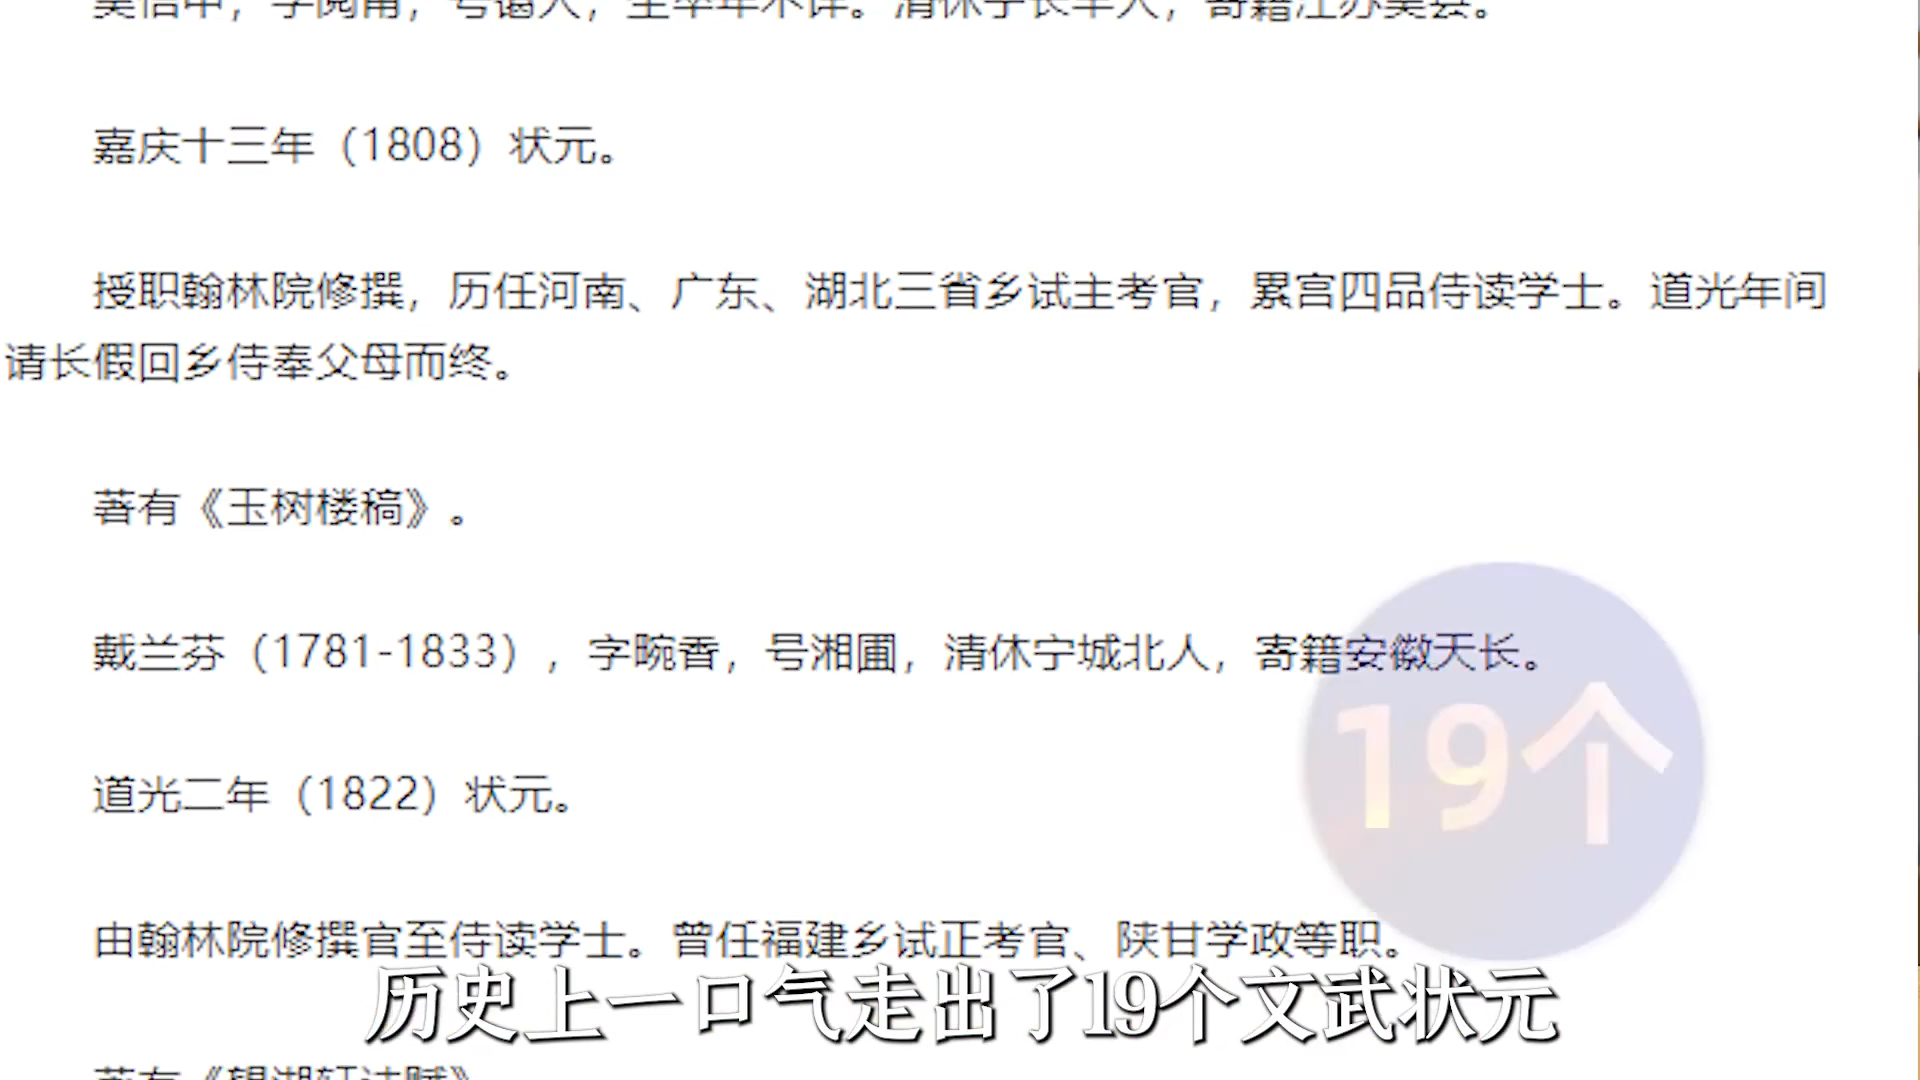 嘉庆十三年（1808）状元。
授职翰林院修撰，历任河南、广东、湖北三省乡试主考官，累宫四品侍读学士。道光年间
请长假回乡侍奉父母而终。
著有《玉树楼稿》。
戴兰芬（1781-1833），字畹香，号湘圃，清休宁城北人，寄籍安徽天长。
19个
道光二年（1822）状元。
由翰林院修撰官至侍读学士。曾任福建乡试正考官、陕甘学政等职。
历史上一口气走出了19个文武状元